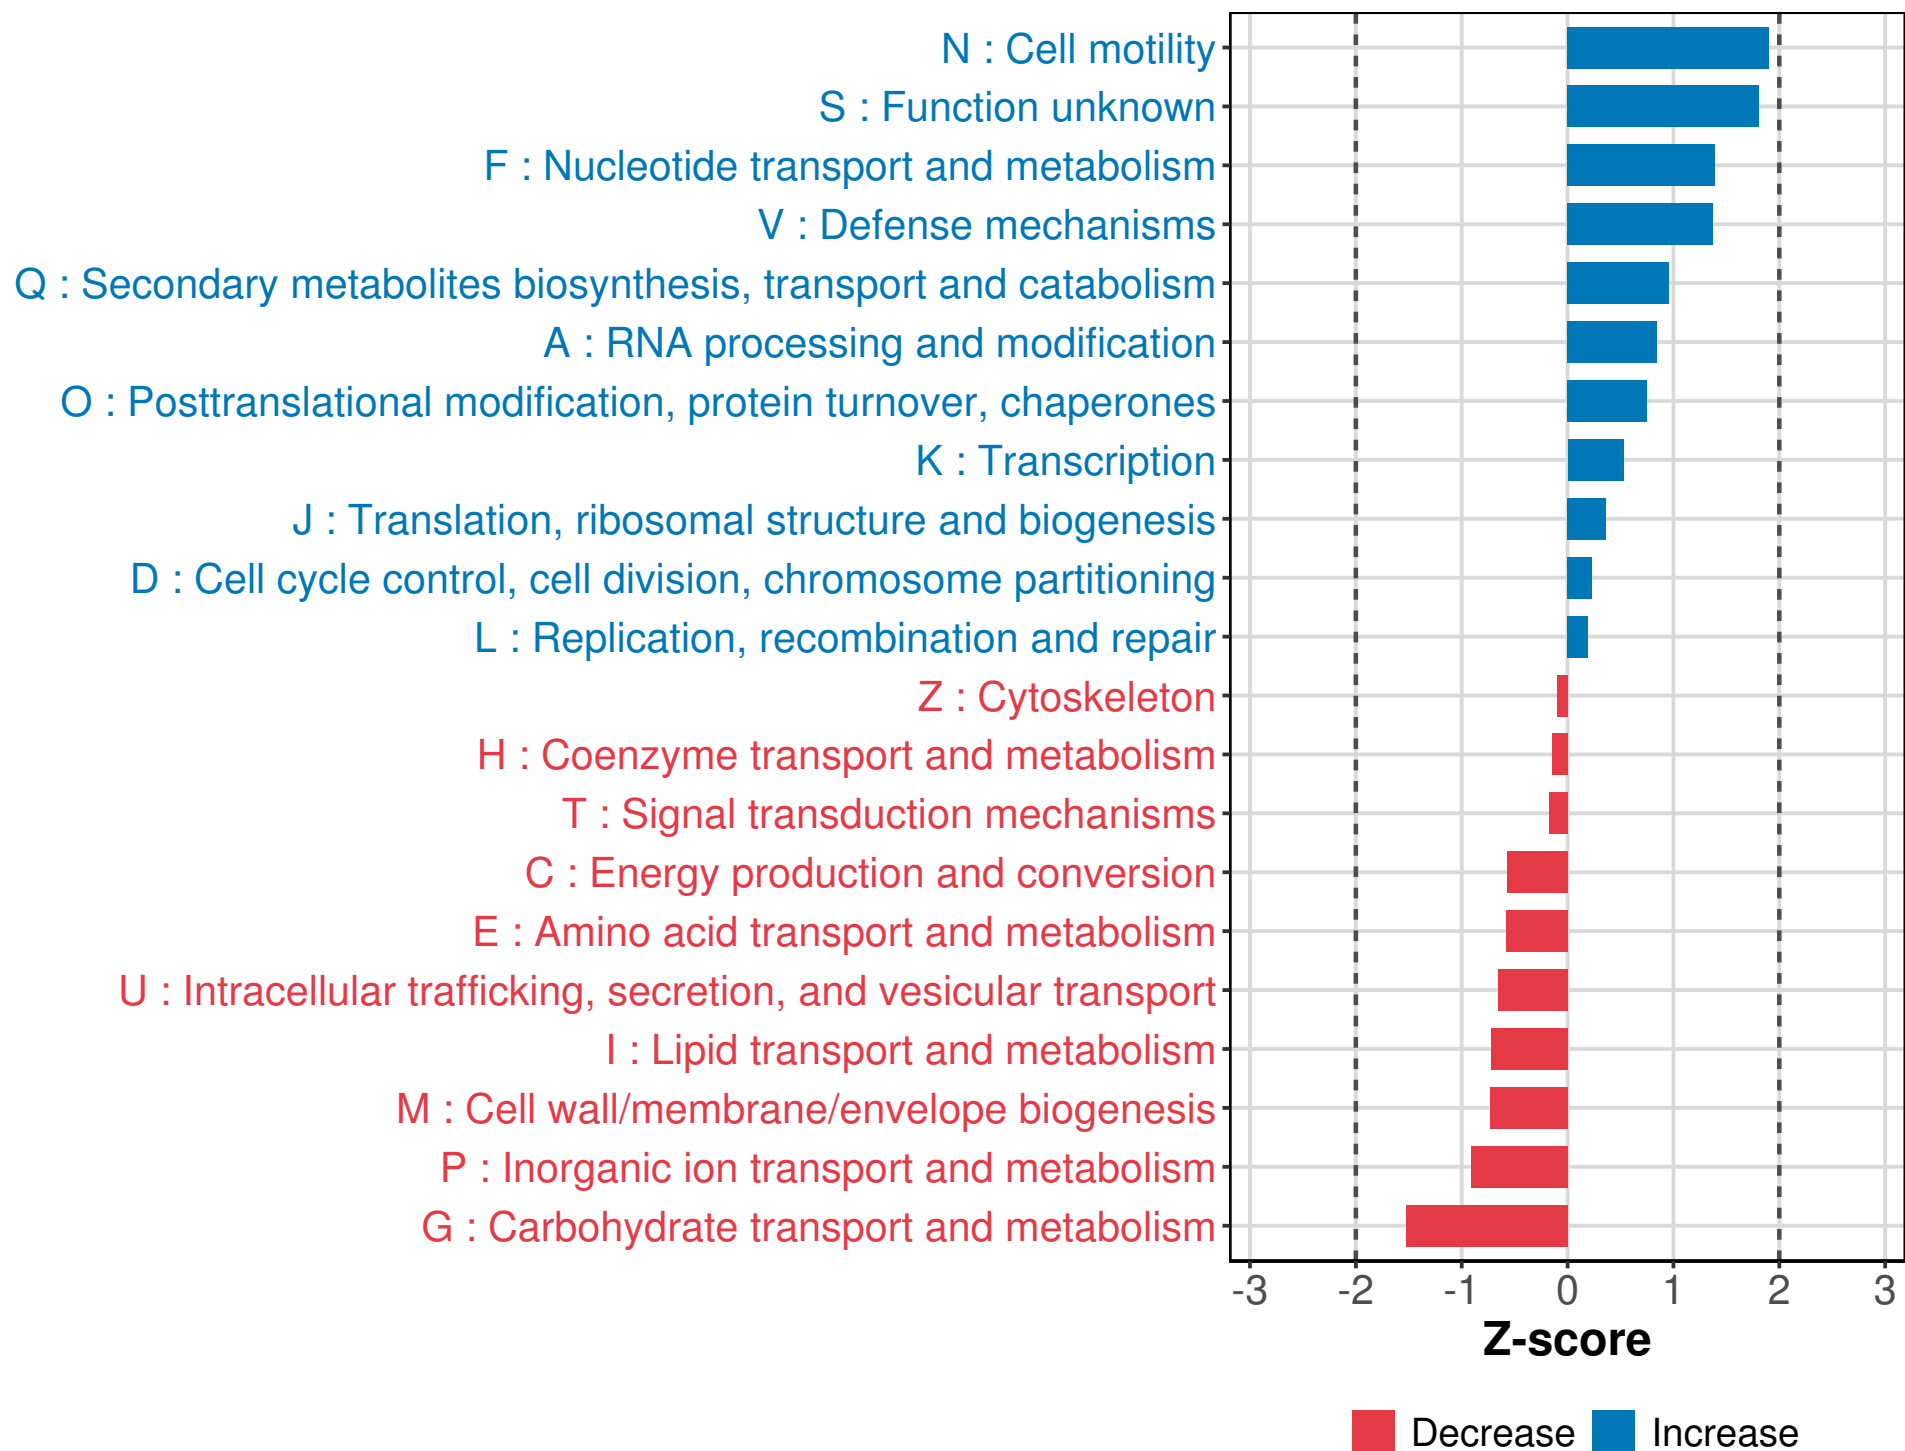 N : Cell motility
S : Function unknown
F : Nucleotide transport and metabolism
V : Defense mechanisms
Q : Secondary metabolites biosynthesis, transport and catabolism
A : RNA processing and modification
O : Posttranslational modification, protein turnover, chaperones
K : Transcription
J : Translation, ribosomal structure and biogenesis
D : Cell cycle control, cell division, chromosome partitioning
L : Replication, recombination and repair
Z : Cytoskeleton
H : Coenzyme transport and metabolism
T : Signal transduction mechanisms
C : Energy production and conversion
E : Amino acid transport and metabolism
U : Intracellular trafficking, secretion, and vesicular transport
I : Lipid transport and metabolism
M : Cell wall/membrane/envelope biogenesis
P : Inorganic ion transport and metabolism
G : Carbohydrate transport and metabolism
-3 -2 -1 0 1 2 3
Z-score
Decrease Increase